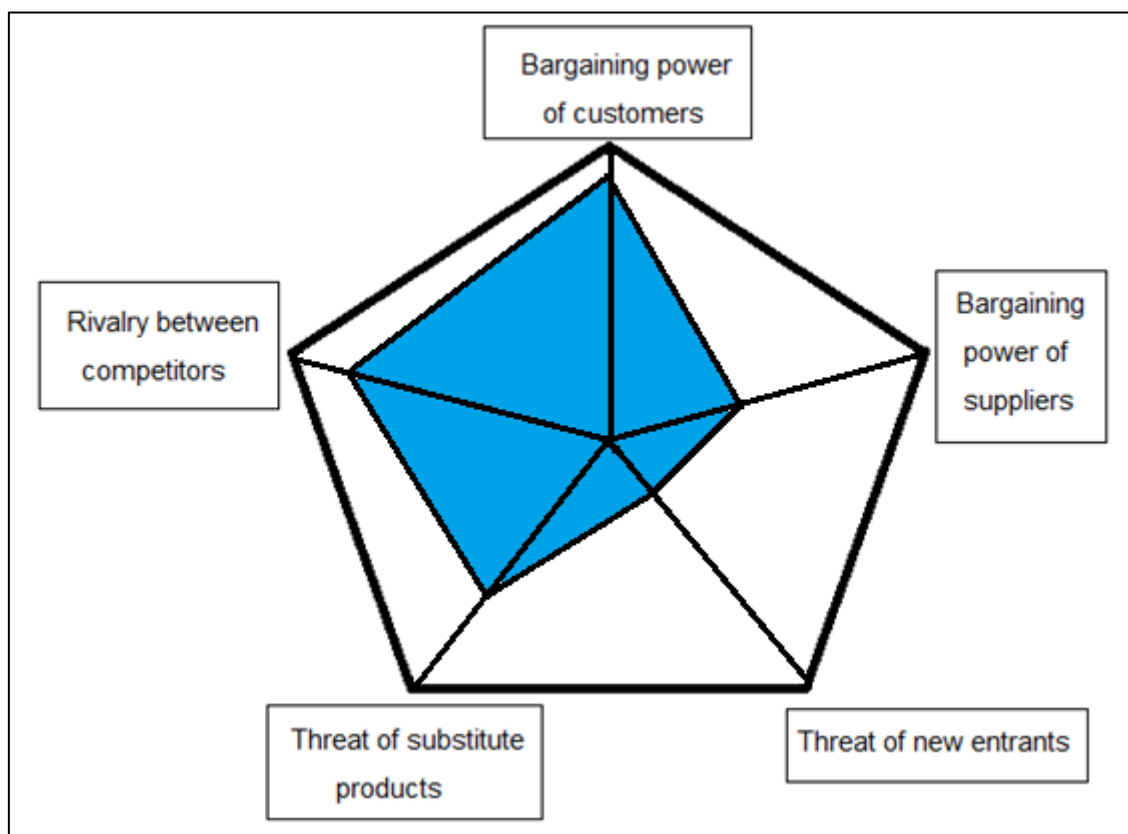 Bargaining power
of customers
Rivalry between
competitors
Bargaining
power of
suppliers
Threat of substitute
products
Threat of new entrants